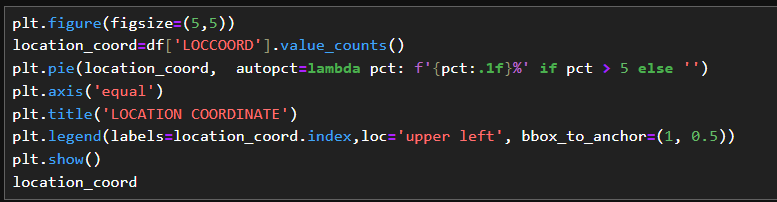 plt.figure(figsize=(5,5))
location_coord=df['LOCCOORD'].value_counts()
plt.pie(location_coord,  autopct=lambda pct: f'{pct:.1f}%' if pct > 5 else '')
plt.axis('equal')
plt.title('LOCATION COORDINATE')
plt.legend(labels=location_coord.index,loc='upper left', bbox_to_anchor=(1, 0.5))
plt.show()
location_coord